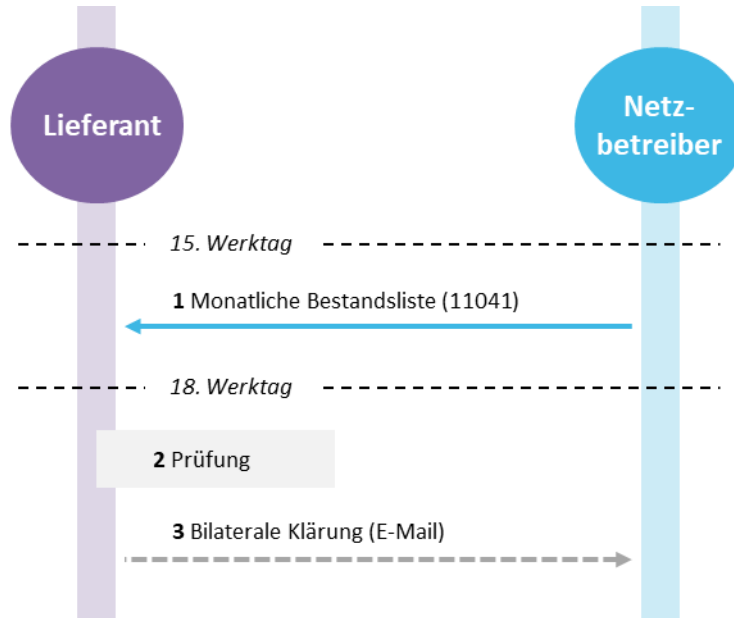 Lieferant
Netz-
betreiber
15. Werktag
1 Monatliche Bestandsliste (11041)
18. Werktag
2 Prüfung
3 Bilaterale Klärung (E-Mail)